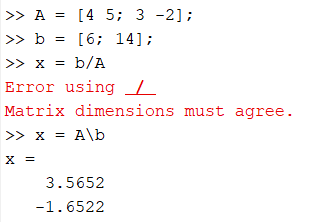 >> A = [4 5; 3 -2];
>> b = [6; 14];
>> x = b/A
Error using  /
Matrix dimensions must agree.
>> x = A\b
x =
    3.5652
   -1.6522